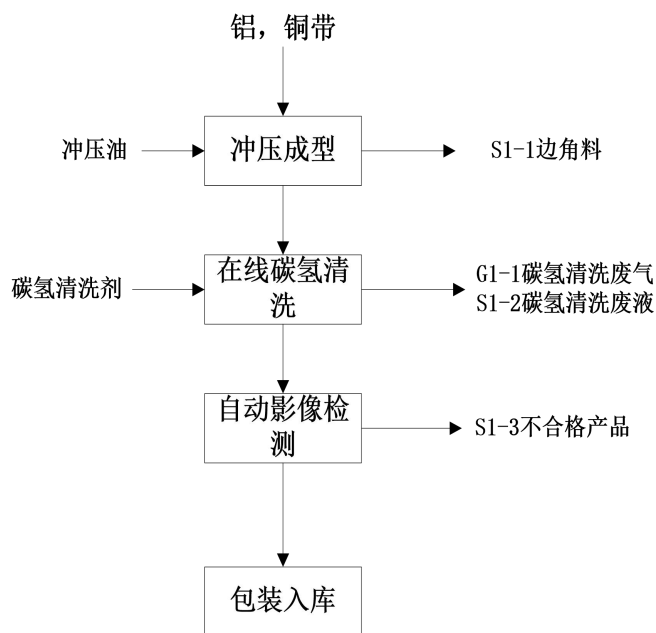 铝，铜带
冲压油
冲压成型
S1-1边角料
碳氢清洗剂
在线碳氢清
洗
G1-1碳氢清洗废气
S1-2碳氢清洗废液
自动影像检
测
S1-3不合格产品
包装入库